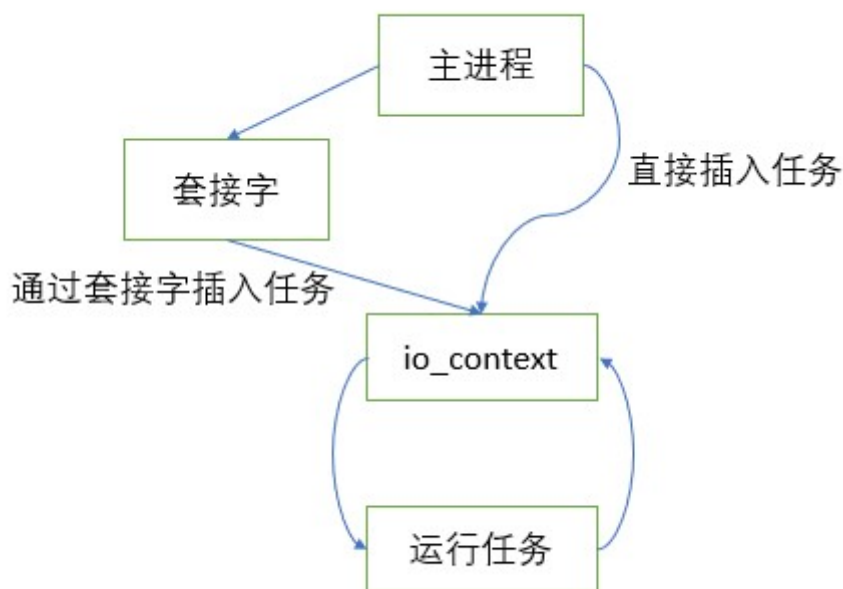 主进程
套接字
直接插入任务
通过套接字插入任务
io_context
运行任务